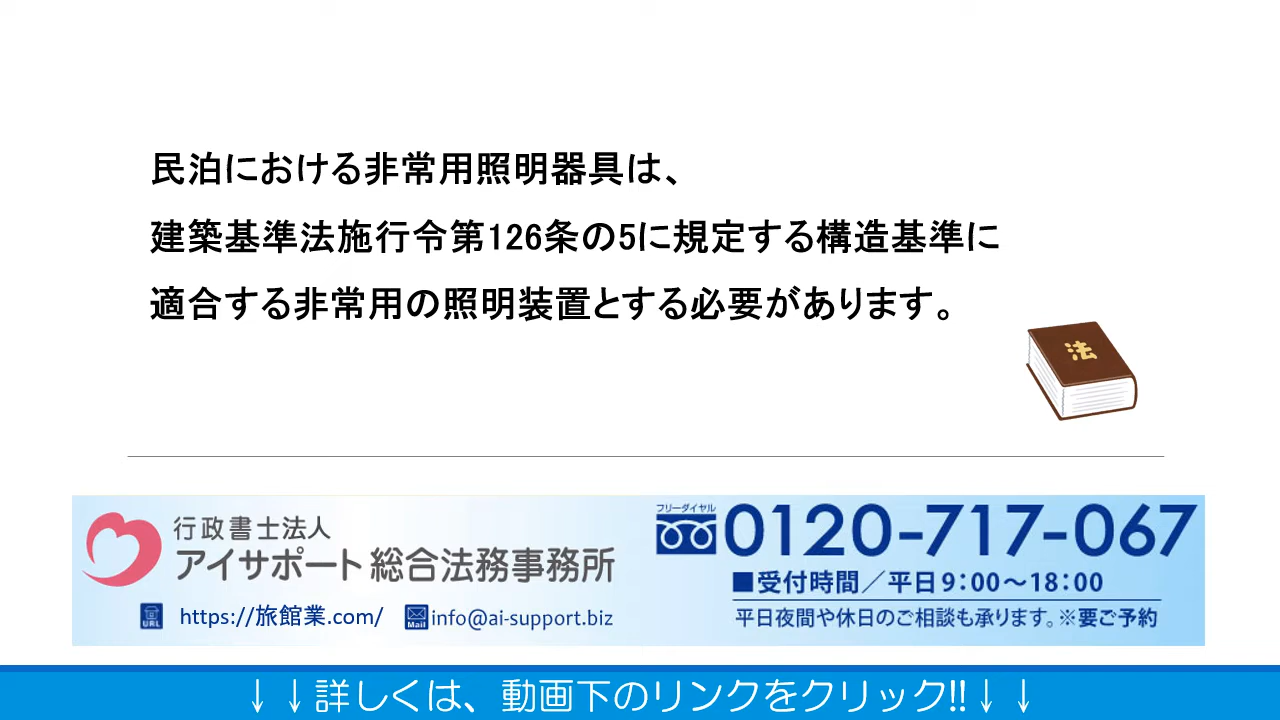 民泊における非常用照明器具は、
建築基準法施行令第126条の5に規定する構造基準に
適合する非常用の照明装置とする必要があります。
法
行政書士法人
アイサポート 総合法務事務所
URL https://旅館業.com/ Mail info@ai-support.biz
フリーダイヤル
0120-717-067
■受付時間／平日9:00～18:00
平日夜間や休日のご相談も承ります。※要ご予約
↓↓詳しくは、動画下のリンクをクリック!!↓↓